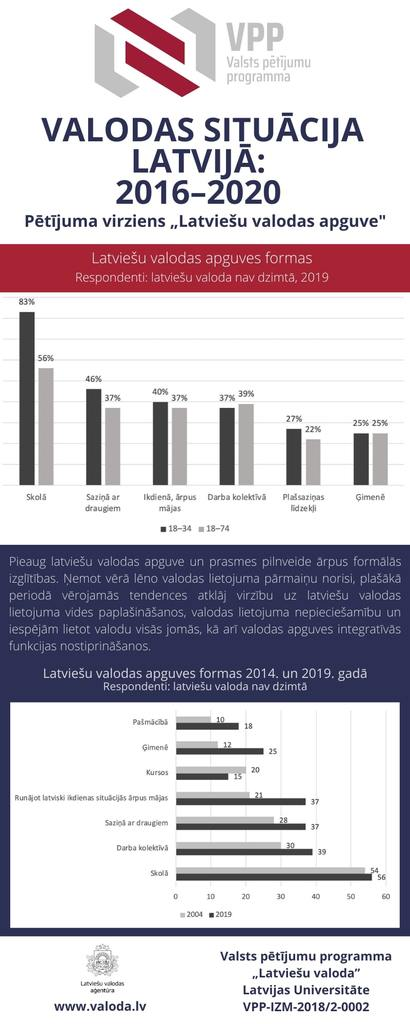 VPP
Valsts pētījumu
programma
VALODAS SITUĀCIJA
LATVIJĀ:
2016–2020
Pētījuma virziens „Latviešu valodas apguve"
Latviešu valodas apguves formas
Respondenti: latviešu valoda nav dzimtā, 2019
83%
56%
46%
37%
40%
37%
37%
39%
27%
22%
25%
25%
Skolā
Saziņā ar
draugiem
Ikdienā, ārpus
mājas
Darba kolektīvā
Plašsaziņas
līdzekļi
Ģimenē
18–34
18–74
Pieaug latviešu valodas apguve un prasmes pilnveide ārpus formālās
izglītības. Ņemot vērā lēno valodas lietojuma pārmaiņu norisi, plašākā
periodā vērojamās tendences atklāj virzību uz latviešu valodas
lietojuma vides paplašināšanos, valodas lietojuma nepieciešamību un
iespējām lietot valodu visās jomās, kā arī valodas apguves integratīvās
funkcijas nostiprināšanos.
Latviešu valodas apguves formas 2014. un 2019. gadā
Respondenti: latviešu valoda nav dzimtā
Pašmācībā
10
18
Ģimenē
12
25
Kursos
20
15
Runājot latviski ikdienas situācijās ārpus mājas
21
37
Saziņā ar draugiem
28
37
Darba kolektīvā
30
39
Skolā
54
56
0 10 20 30 40 50 60
2004
2019
Latviešu valodas
aģentūra
www.valoda.lv
Valsts pētījumu programma
„Latviešu valoda”
Latvijas Universitāte
VPP-IZM-2018/2-0002